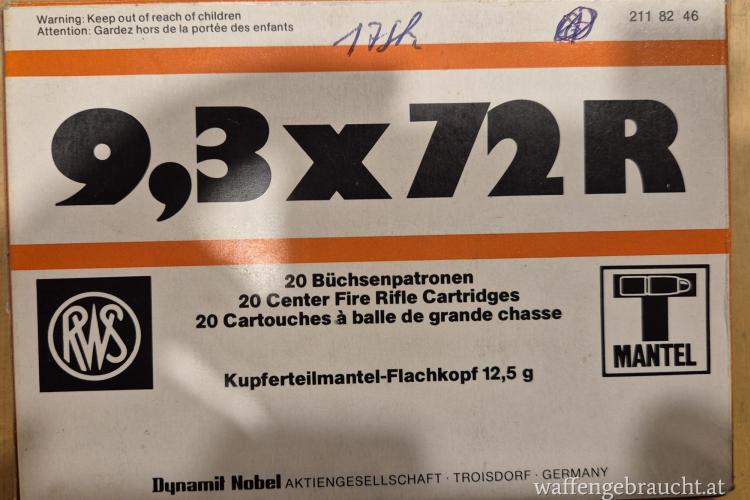 Warning: Keep out of reach of children
Attention: Gardez hors de la portée des enfants
211 82 46
9,3x72R
20 Büchsenpatronen
20 Center Fire Rifle Cartridges
20 Cartouches à balle de grande chasse
RWS
T
MANTEL
Kupferteilmantel-Flachkopf 12,5 g
Dynamit Nobel AKTIENGESELLSCHAFT · TROISDORF · GERMANY
waffengebraucht.at